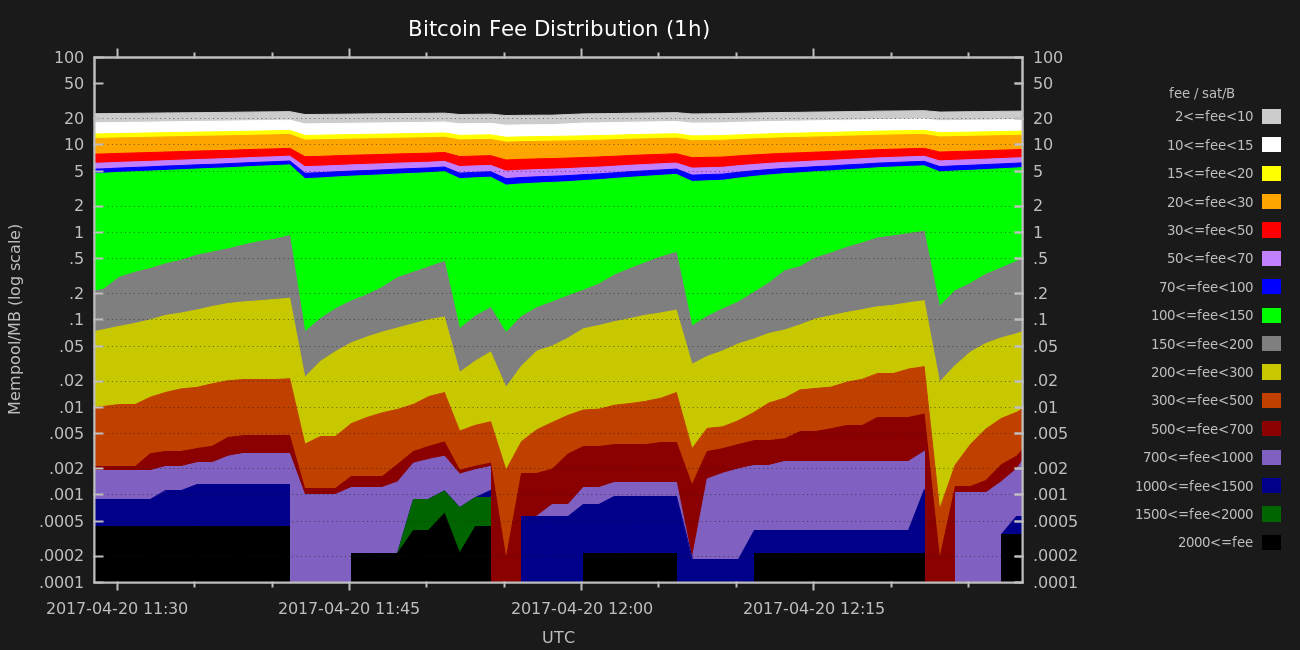 Bitcoin Fee Distribution (1h)
100 100
50 50
20 20
10 10
5 5
2 2
1 1
.5 .5
.2 .2
.1 .1
.05 .05
.02 .02
.01 .01
.005 .005
.002 .002
.001 .001
.0005 .0005
.0002 .0002
.0001 .0001
Mempool/MB (log scale)
2017-04-20 11:30 2017-04-20 11:45 2017-04-20 12:00 2017-04-20 12:15
UTC
fee / sat/B
2<=fee<10
10<=fee<15
15<=fee<20
20<=fee<30
30<=fee<50
50<=fee<70
70<=fee<100
100<=fee<150
150<=fee<200
200<=fee<300
300<=fee<500
500<=fee<700
700<=fee<1000
1000<=fee<1500
1500<=fee<2000
2000<=fee